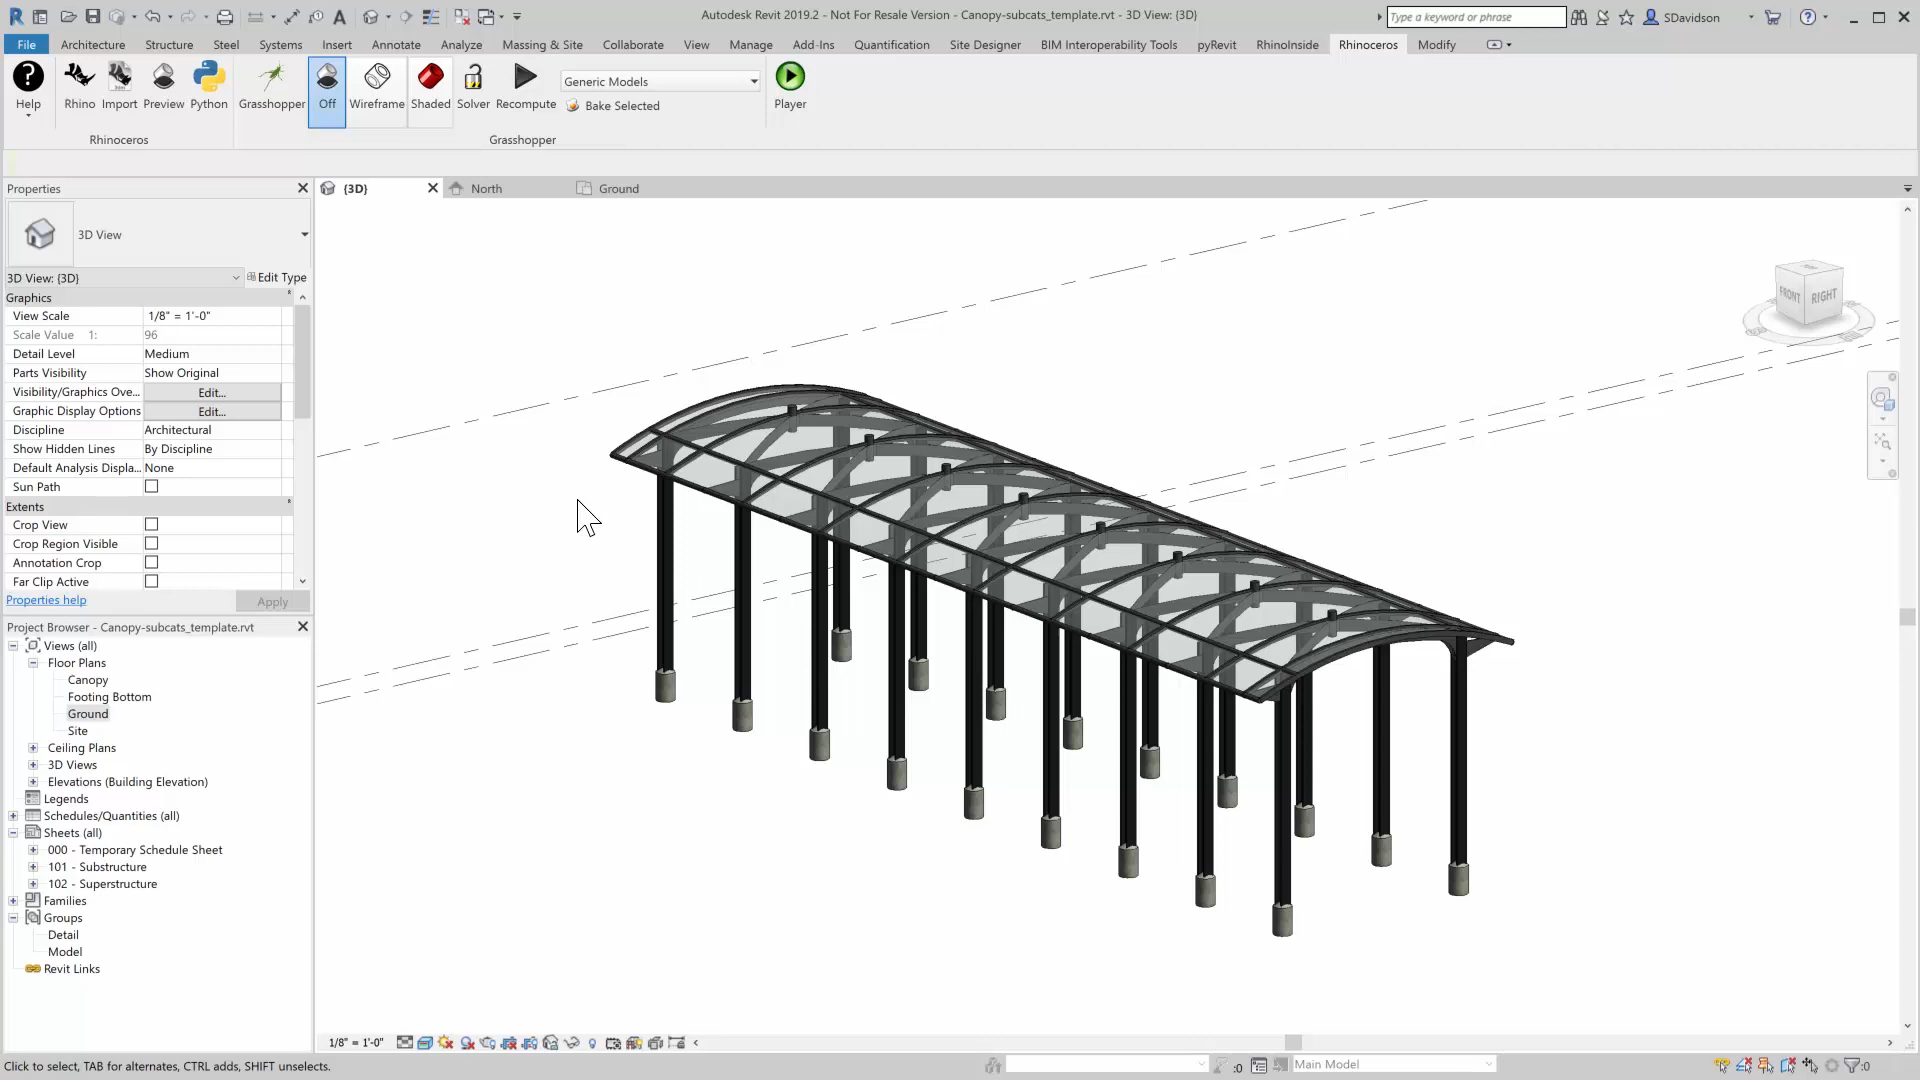 Autodesk Revit 2019.2 - Not For Resale Version - Canopy-subcats_template.rvt - 3D View: {3D}
Type a keyword or phrase
SDavidson
File Architecture Structure Steel Systems Insert Annotate Analyze Massing & Site Collaborate View Manage Add-Ins Quantification Site Designer BIM Interoperability Tools pyRevit RhinoInside Rhinoceros Modify
Help Rhino Import Preview Python Grasshopper Off Wireframe Shaded Solver Recompute
Generic Models
Bake Selected
Player
Rhinoceros
Grasshopper
Properties
{3D} North Ground
3D View
3D View: {3D} Edit Type
Graphics
View Scale 1/8" = 1'-0"
Scale Value 1: 96
Detail Level Medium
Parts Visibility Show Original
Visibility/Graphics Ove... Edit...
Graphic Display Options Edit...
Discipline Architectural
Show Hidden Lines By Discipline
Default Analysis Displa... None
Sun Path
Extents
Crop View
Crop Region Visible
Annotation Crop
Far Clip Active
Properties help Apply
Project Browser - Canopy-subcats_template.rvt
Views (all)
Floor Plans
Canopy
Footing Bottom
Ground
Site
Ceiling Plans
3D Views
Elevations (Building Elevation)
Legends
Schedules/Quantities (all)
Sheets (all)
000 - Temporary Schedule Sheet
101 - Substructure
102 - Superstructure
Families
Groups
Detail
Model
Revit Links
FRONT RIGHT
1/8" = 1'-0"
Click to select, TAB for alternates, CTRL adds, SHIFT unselects.
:0
Main Model
:0